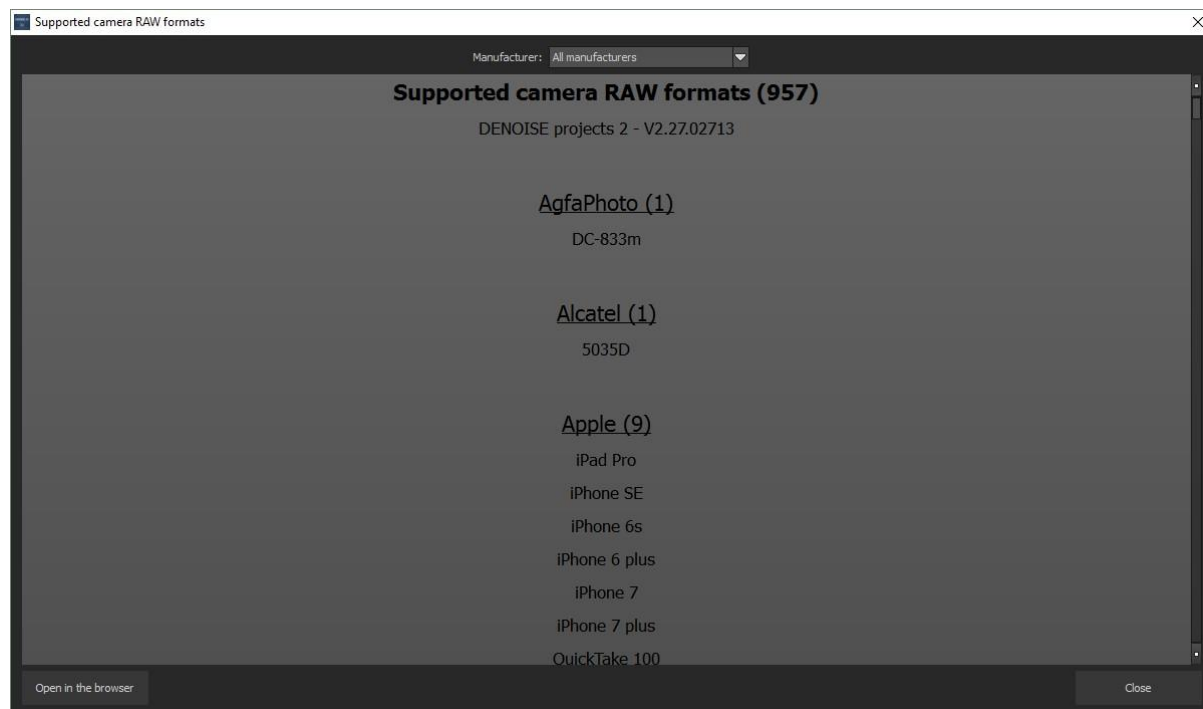 Supported camera RAW formats
Manufacturer: All manufacturers
Supported camera RAW formats (957)
DENOISE projects 2 - V2.27.02713
AgfaPhoto (1)
DC-833m
Alcatel (1)
5035D
Apple (9)
iPad Pro
iPhone SE
iPhone 6s
iPhone 6 plus
iPhone 7
iPhone 7 plus
QuickTake 100
Open in the browser
Close